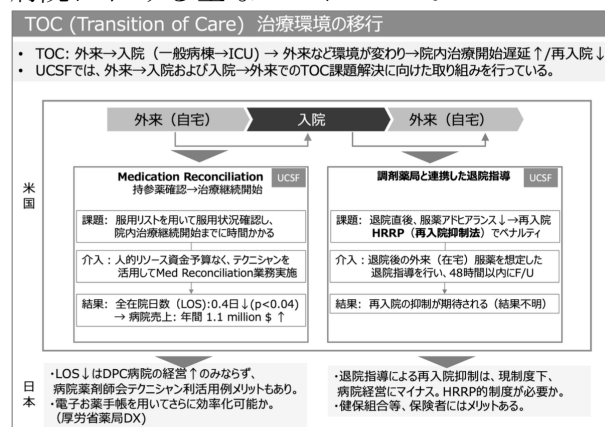 TOC (Transition of Care) 治療環境の移行
• TOC: 外来→入院（一般病棟→ICU) → 外来など環境が変わり→院内治療開始遅延↑/再入院↓
• UCSFでは、外来→入院および入院→外来でのTOC課題解決に向けた取り組みを行っている。
外来（自宅）
入院
外来（自宅）
米国
Medication Reconciliation
UCSF
持参薬確認→治療継続開始
課題: 服用リストを用いて服用状況確認し、
院内治療継続開始までに時間かかる
介入: 人的リソース資金予算なく、テクニシャンを
活用してMed Reconciliation業務実施
結果: 全在院日数（LOS）:0.4日↓(p<0.04)
→ 病院売上: 年間 1.1 million $ ↑
調剤薬局と連携した退院指導
UCSF
課題: 退院直後、服薬アドヒアランス↓→再入院
HRRP（再入院抑制法）でペナルティ
介入: 退院後の外来（在宅）服薬を想定した
退院指導を行い、48時間以内にF/U
結果: 再入院の抑制が期待される（結果不明）
日本
・LOS↓はDPC病院の経営↑のみならず、
病院薬剤師会テクニシャン利活用例メリットもあり。
・電子お薬手帳を用いてさらに効率化可能か。
（厚労省薬局DX）
・退院指導による再入院抑制は、現制度下、
病院経営にマイナス。HRRP的制度が必要か。
・健保組合等、保険者にはメリットある。